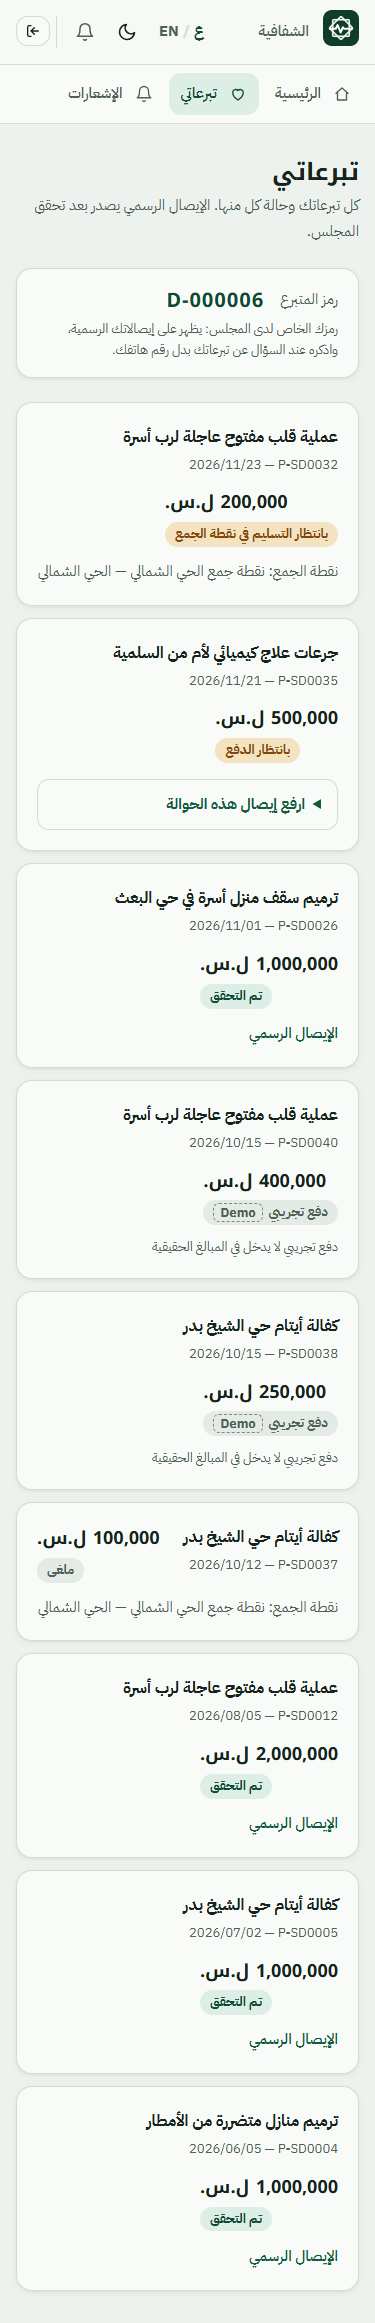 الشفافية
ع / EN
الرئيسية
تبرعاتي
الإشعارات
تبرعاتي
كل تبرعاتك وحالة كل منها. الإيصال الرسمي يصدر بعد تحقق
المجلس.
رمز المتبرع D-000006
رمزك الخاص لدى المجلس: يظهر على إيصالاتك الرسمية،
واذكره عند السؤال عن تبرعاتك بدل رقم هاتفك.
عملية قلب مفتوح عاجلة لرب أسرة
P-SD0032 — 2026/11/23
200,000 ل.س.
بانتظار التسليم في نقطة الجمع
نقطة الجمع: نقطة جمع الحي الشمالي — الحي الشمالي
جرعات علاج كيميائي لأم من السلمية
P-SD0035 — 2026/11/21
500,000 ل.س.
بانتظار الدفع
ارفع إيصال هذه الحوالة
ترميم سقف منزل أسرة في حي البعث
P-SD0026 — 2026/11/01
1,000,000 ل.س.
تم التحقق
الإيصال الرسمي
عملية قلب مفتوح عاجلة لرب أسرة
P-SD0040 — 2026/10/15
400,000 ل.س.
دفع تجريبي Demo
دفع تجريبي لا يدخل في المبالغ الحقيقية
كفالة أيتام حي الشيخ بدر
P-SD0038 — 2026/10/15
250,000 ل.س.
دفع تجريبي Demo
دفع تجريبي لا يدخل في المبالغ الحقيقية
كفالة أيتام حي الشيخ بدر
P-SD0037 — 2026/10/12
100,000 ل.س.
ملغى
نقطة الجمع: نقطة جمع الحي الشمالي — الحي الشمالي
عملية قلب مفتوح عاجلة لرب أسرة
P-SD0012 — 2026/08/05
2,000,000 ل.س.
تم التحقق
الإيصال الرسمي
كفالة أيتام حي الشيخ بدر
P-SD0005 — 2026/07/02
1,000,000 ل.س.
تم التحقق
الإيصال الرسمي
ترميم منازل متضررة من الأمطار
P-SD0004 — 2026/06/05
1,000,000 ل.س.
تم التحقق
الإيصال الرسمي